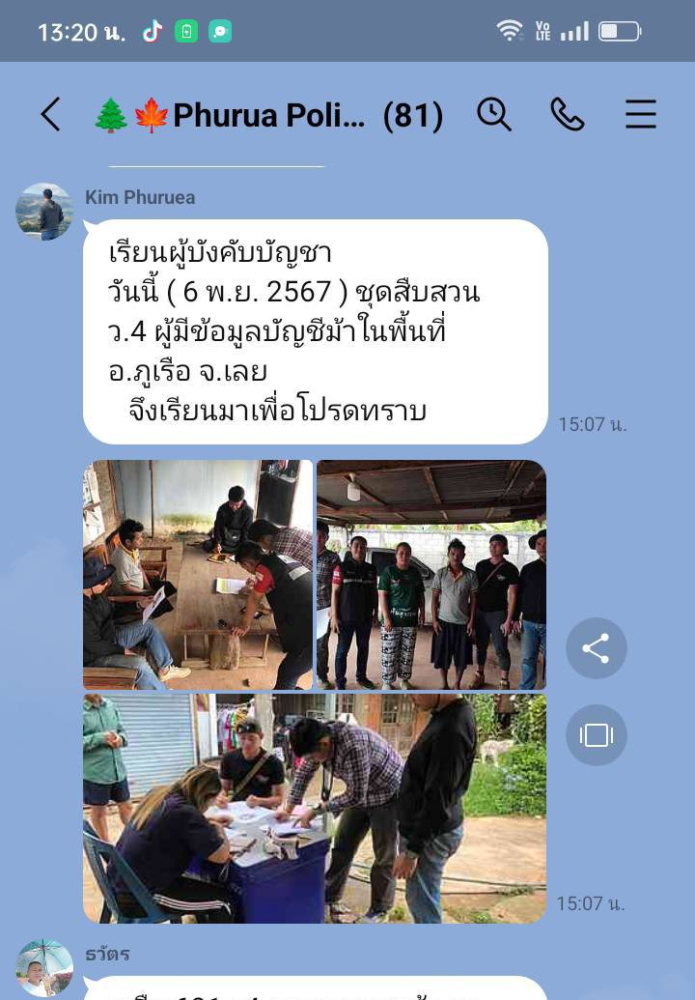 13:20 น.
Vo
LTE
Phurua Poli... (81)
Kim Phuruea
เรียนผู้บังคับบัญชา
วันนี้ ( 6 พ.ย. 2567 ) ชุดสืบสวน
ว.4 ผู้มีข้อมูลบัญชีม้าในพื้นที่
อ.ภูเรือ จ.เลย
จึงเรียนมาเพื่อโปรดทราบ
15:07 น.
15:07 น.
ธวัตร